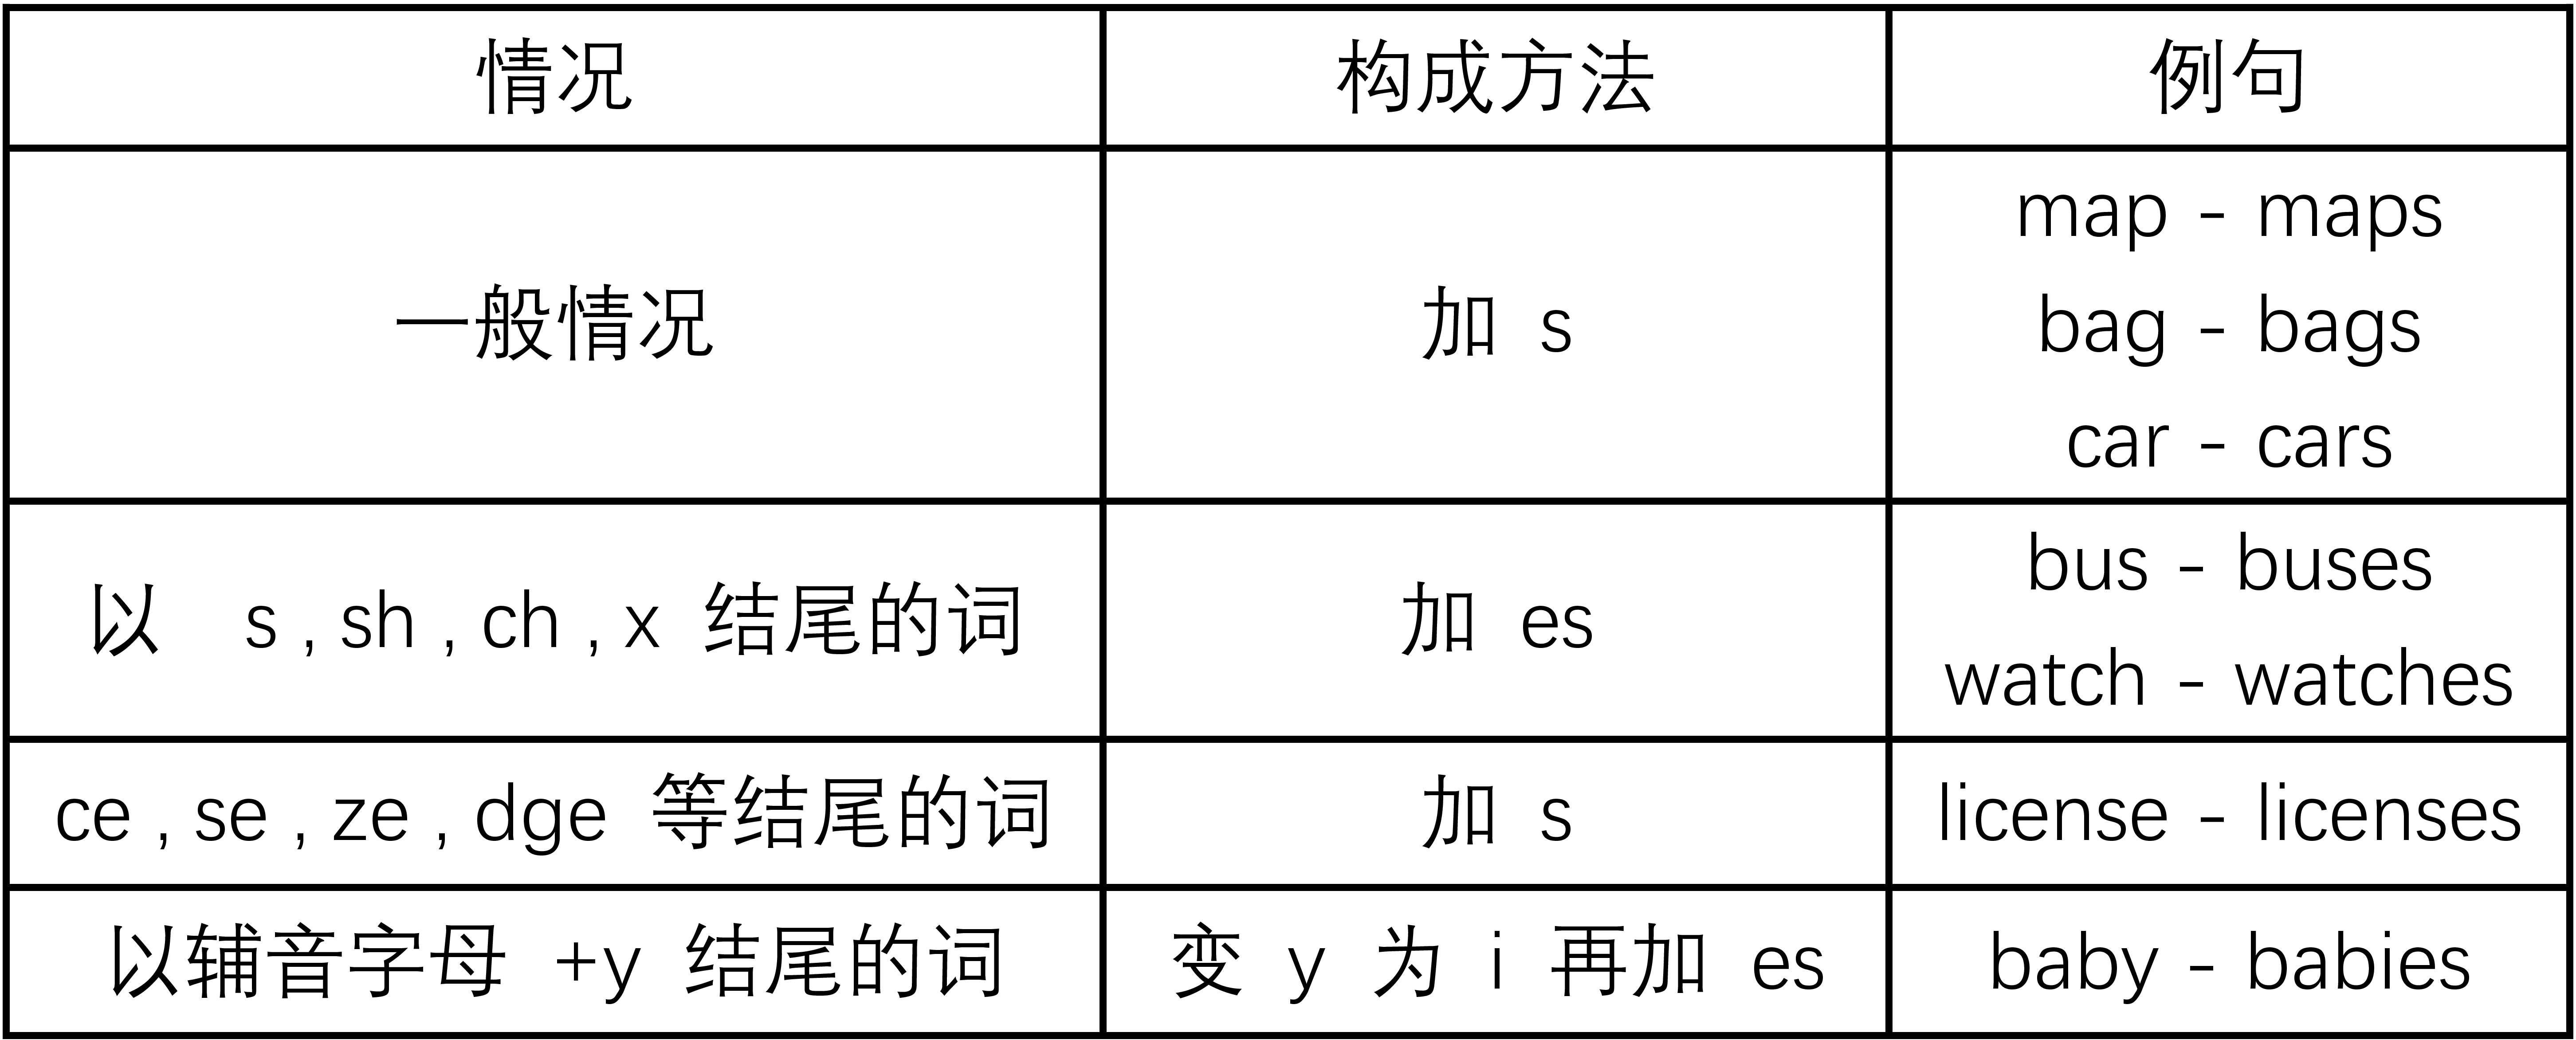 情况 构成方法 例句
一般情况 加 s map - maps
bag - bags
car - cars
以 s , sh , ch , x 结尾的词 加 es bus - buses
watch - watches
ce , se , ze , dge 等结尾的词 加 s license - licenses
以辅音字母 +y 结尾的词 变 y 为 i 再加 es baby - babies